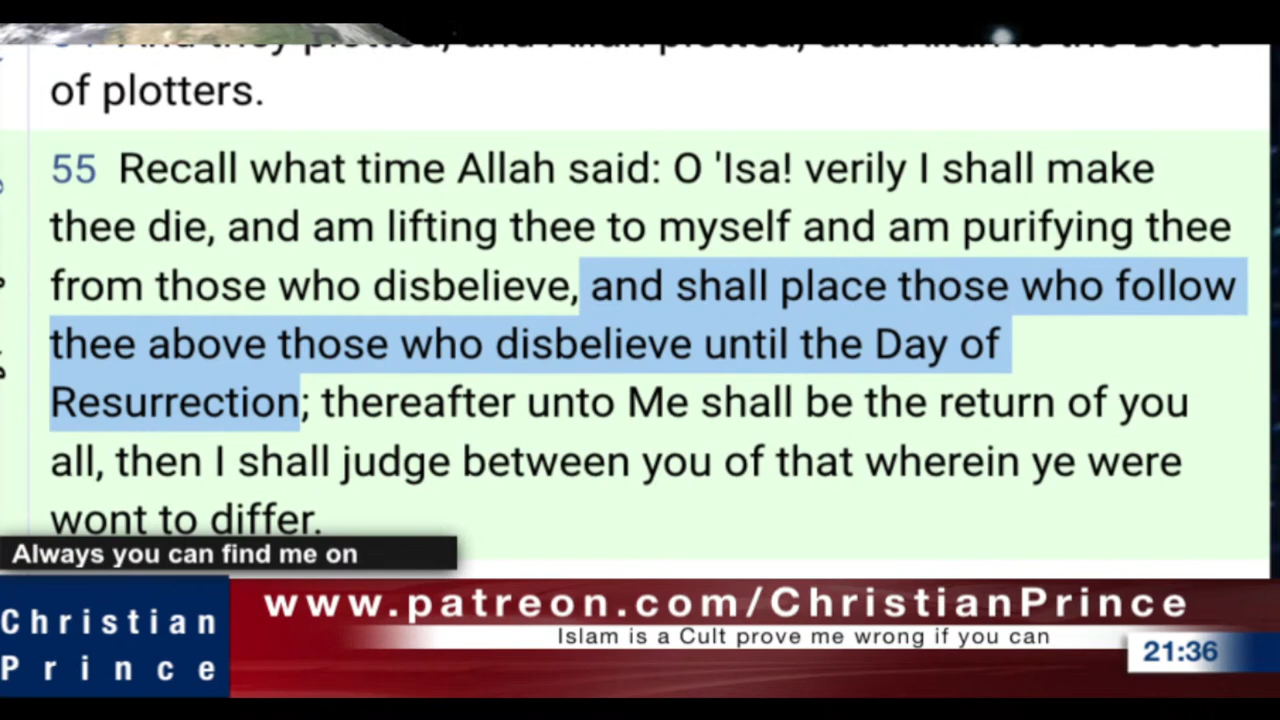 of plotters.
55 Recall what time Allah said: O 'Isa! verily I shall make
thee die, and am lifting thee to myself and am purifying thee
from those who disbelieve, and shall place those who follow
thee above those who disbelieve until the Day of
Resurrection; thereafter unto Me shall be the return of you
all, then I shall judge between you of that wherein ye were
wont to differ.
Always you can find me on
www.patreon.com/ChristianPrince
Christian
Prince
Islam is a Cult prove me wrong if you can
21:36